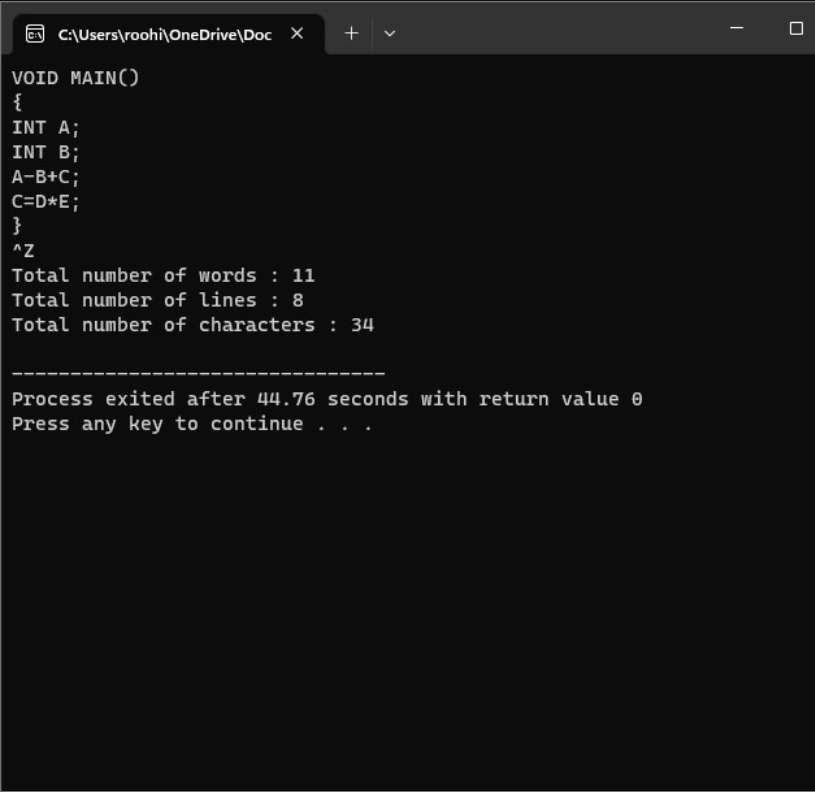 C:\Users\roohi\OneDrive\Doc
VOID MAIN()
{
INT A;
INT B;
A-B+C;
C=D*E;
}
^Z
Total number of words : 11
Total number of lines : 8
Total number of characters : 34

--------------------------------
Process exited after 44.76 seconds with return value 0
Press any key to continue . . .